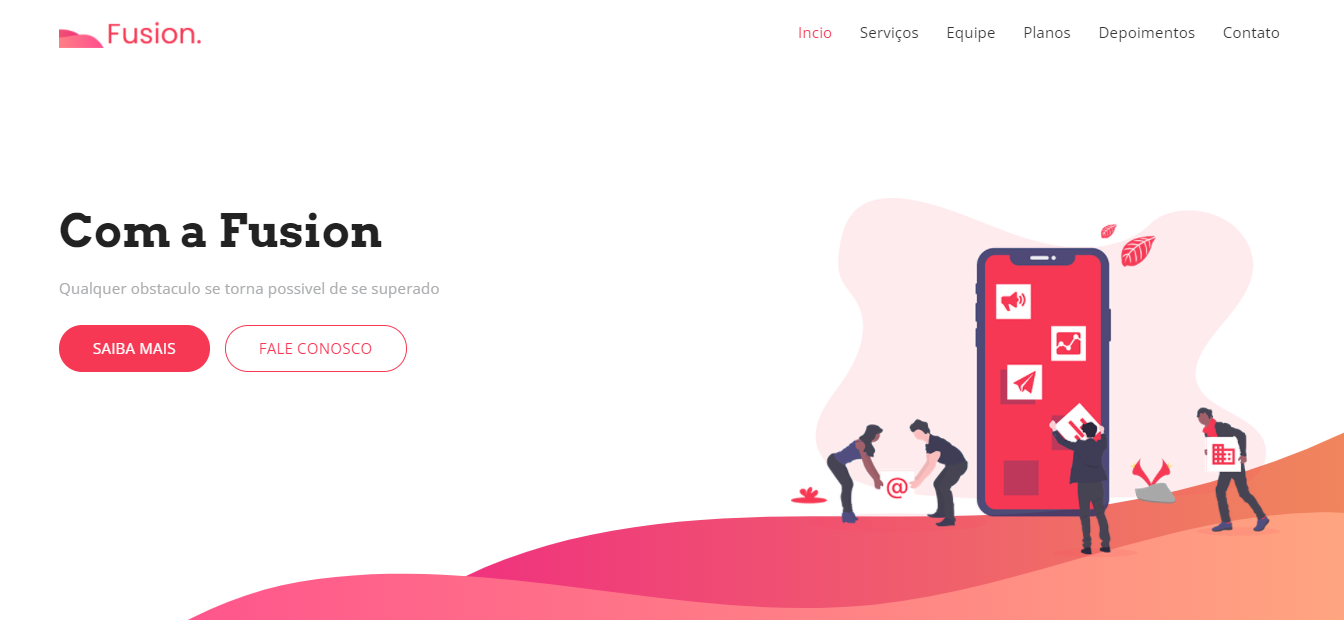 Fusion.
Incio Serviços Equipe Planos Depoimentos Contato
Com a Fusion
Qualquer obstaculo se torna possivel de se superado
SAIBA MAIS FALE CONOSCO
@